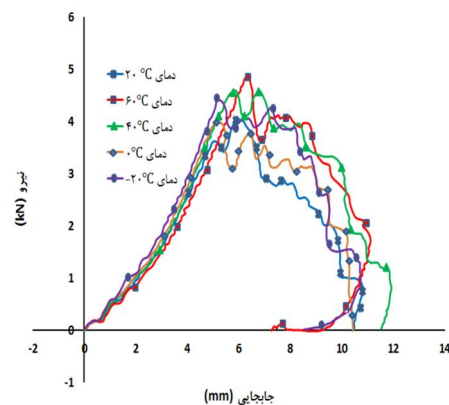 6
5
4
3
2
1
0
-1
-2
0
2
4
6
8
10
12
14
دمای ۲۰ °C
دمای ۶۰ °C
دمای ۴۰ °C
دمای ۰ °C
دمای ۲۰ °C-
نیرو (kN)
جابجایی (mm)